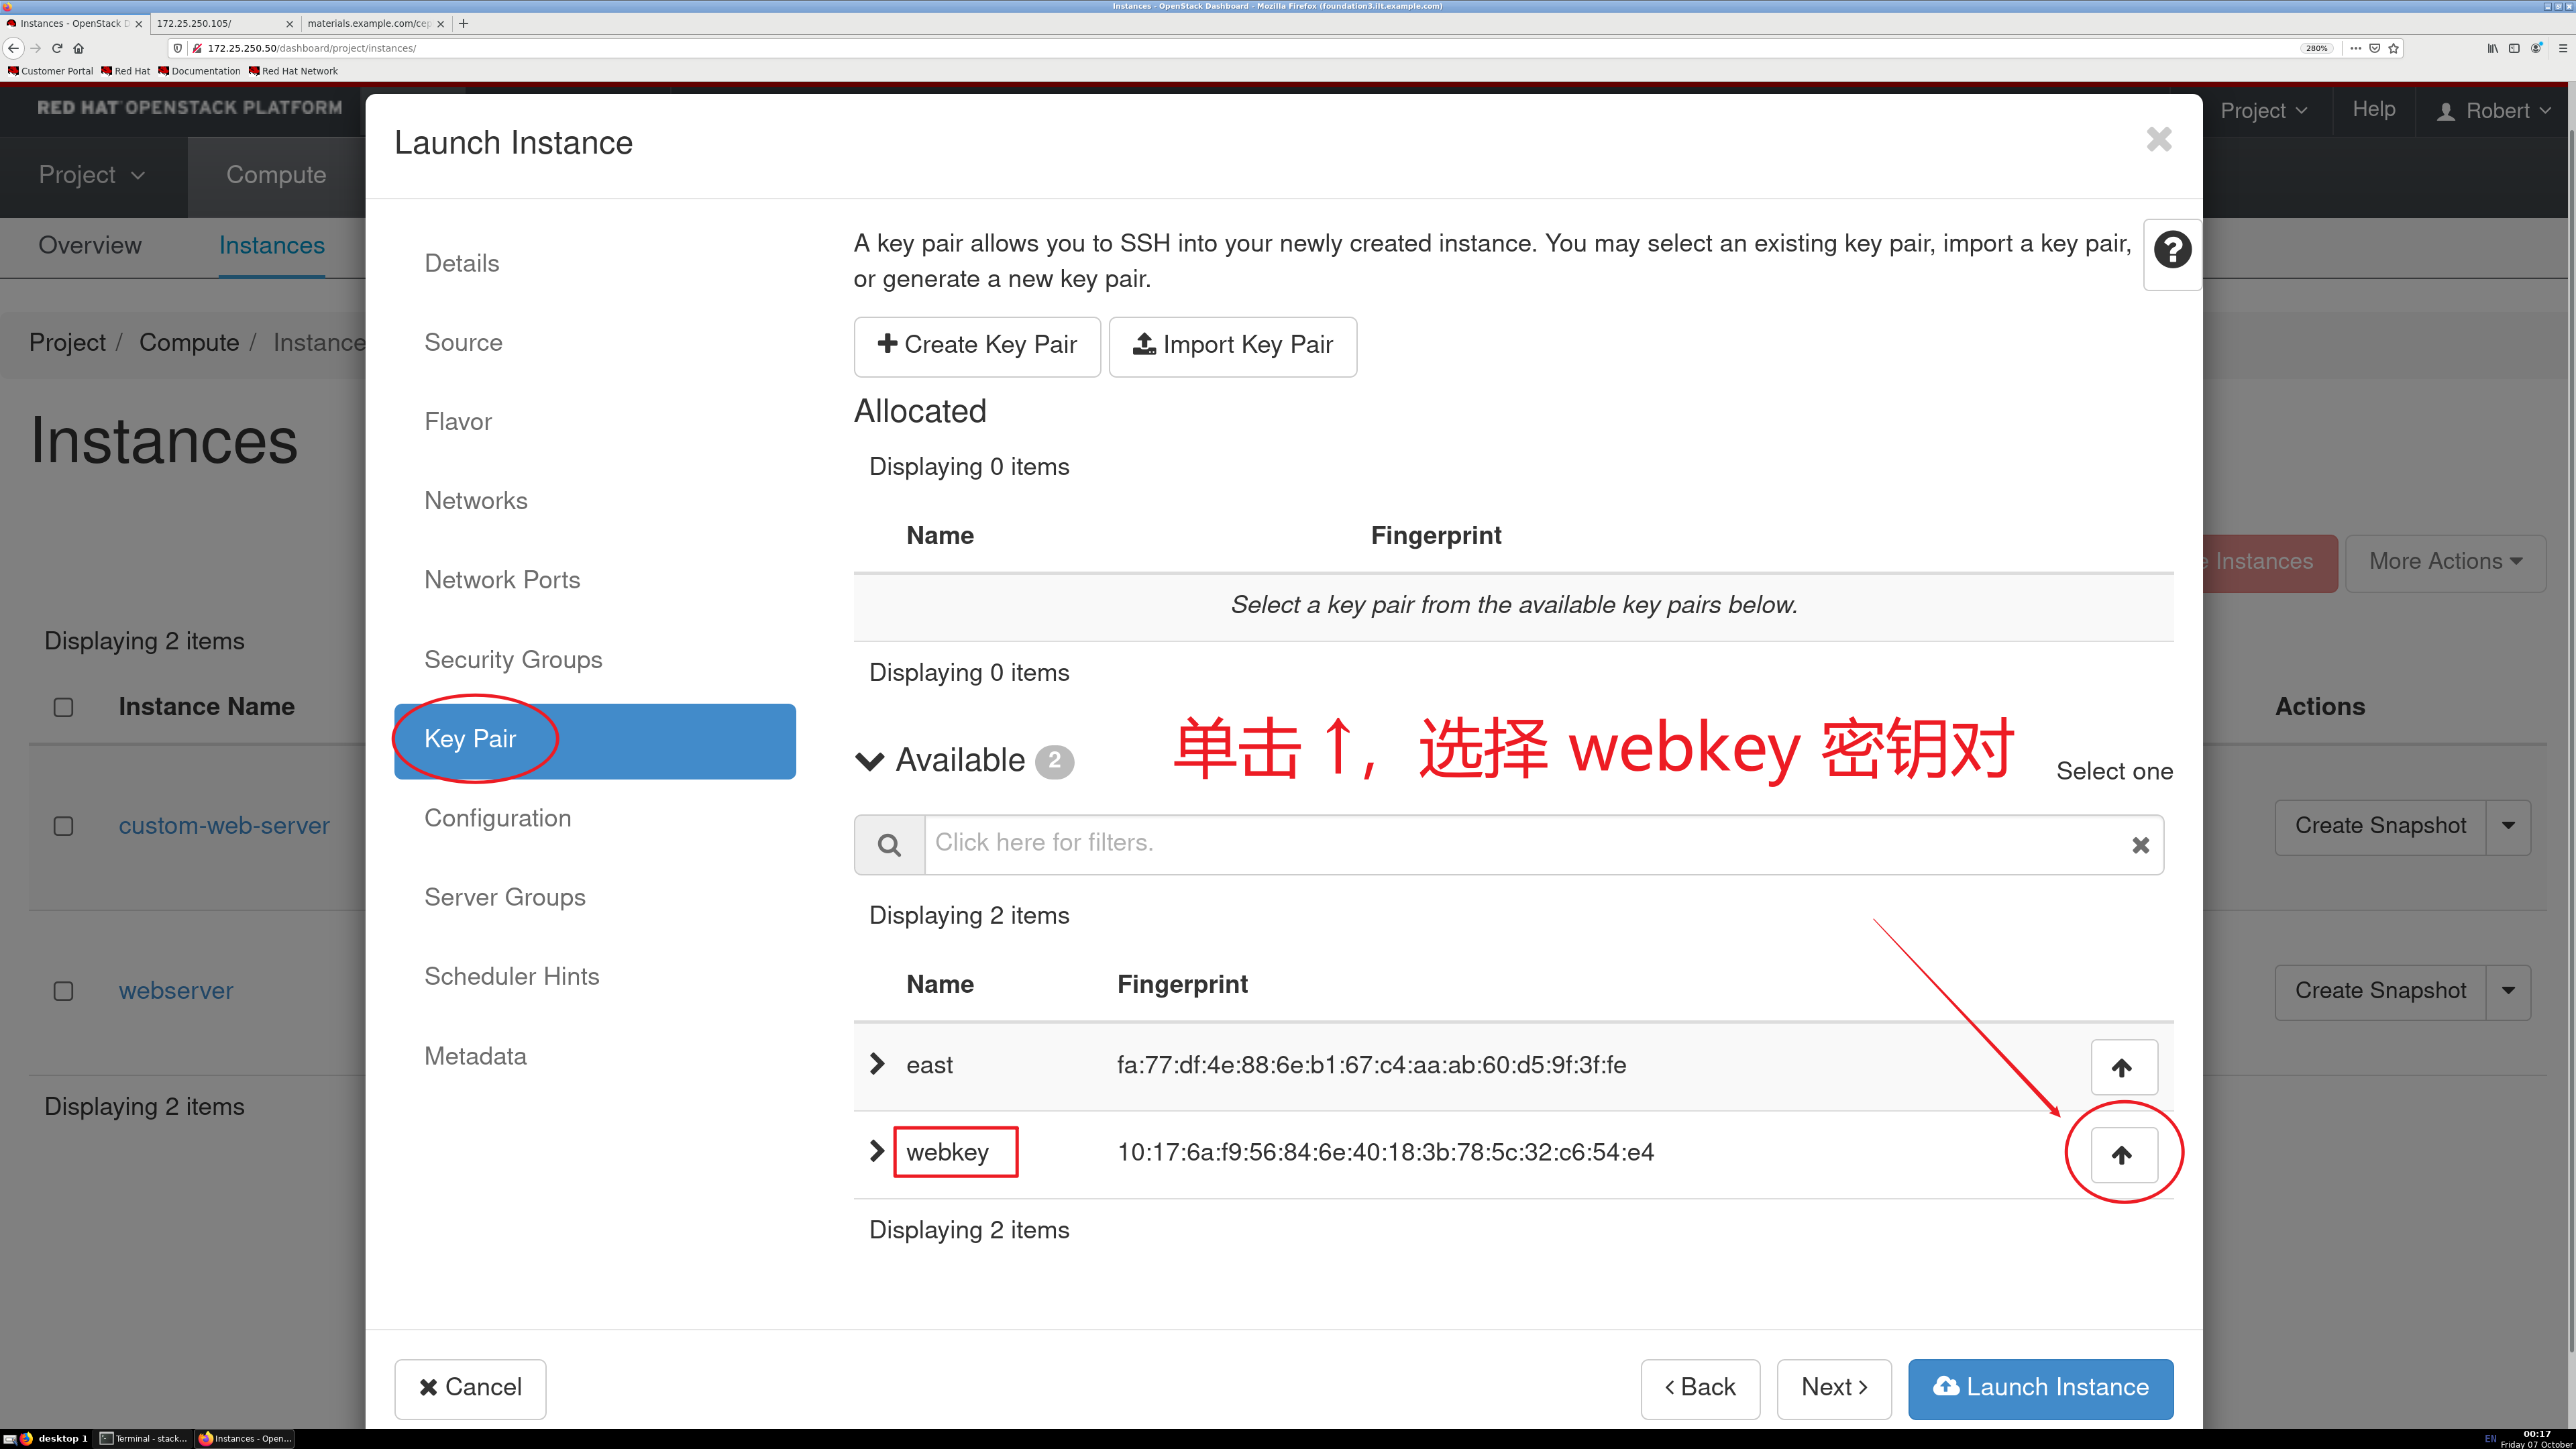 Instances - OpenStack Dashboard - Mozilla Firefox (foundation3.ilt.example.com)
Instances - OpenStack D
172.25.250.105/
materials.example.com/cep
172.25.250.50/dashboard/project/instances/
280%
Customer Portal
Red Hat
Documentation
Red Hat Network
RED HAT OPENSTACK PLATFORM
Project
Help
Robert
Project
Compute
Overview
Instances
Project / Compute / Instance
Instances
e Instances
More Actions
Displaying 2 items
Instance Name
Actions
custom-web-server
Create Snapshot
webserver
Create Snapshot
Displaying 2 items
Launch Instance
Details
Source
Flavor
Networks
Network Ports
Security Groups
Key Pair
Configuration
Server Groups
Scheduler Hints
Metadata
A key pair allows you to SSH into your newly created instance. You may select an existing key pair, import a key pair,
or generate a new key pair.
Create Key Pair
Import Key Pair
Allocated
Displaying 0 items
Name Fingerprint
Select a key pair from the available key pairs below.
Displaying 0 items
单击↑，选择 webkey 密钥对
Available 2
Select one
Click here for filters.
Displaying 2 items
Name Fingerprint
east fa:77:df:4e:88:6e:b1:67:c4:aa:ab:60:d5:9f:3f:fe
webkey 10:17:6a:f9:56:84:6e:40:18:3b:78:5c:32:c6:54:e4
Displaying 2 items
Cancel
Back
Next
Launch Instance
desktop 1
Terminal - stack...
Instances - Open...
EN
00:17
Friday 07 October